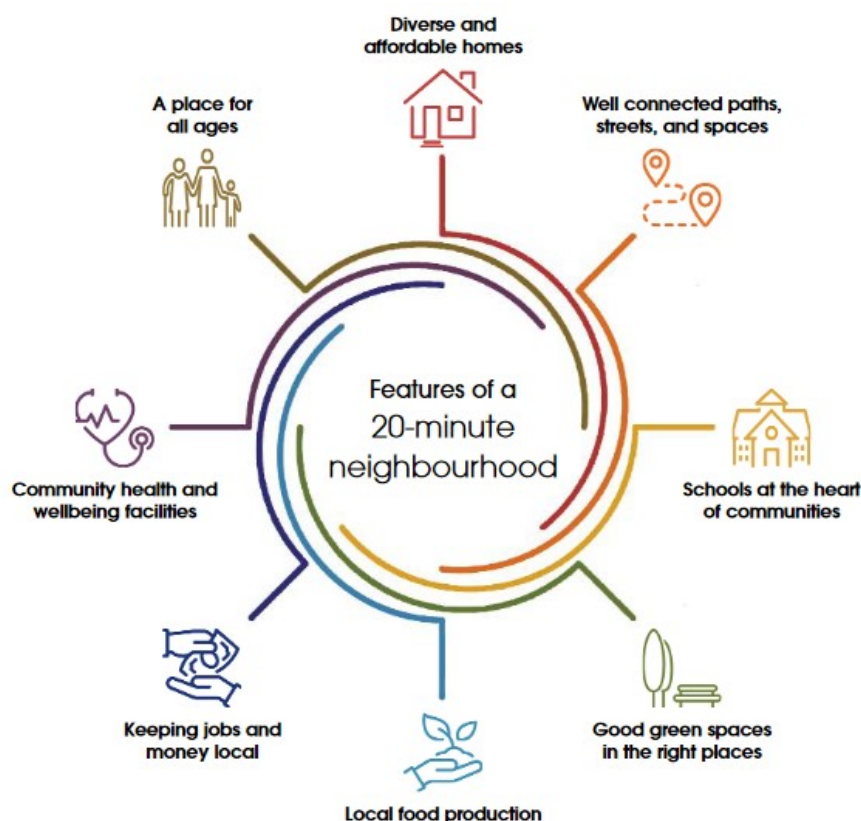 Diverse and
affordable homes
Well connected paths,
streets, and spaces
Schools at the heart
of communities
Good green spaces
in the right places
Local food production
Keeping jobs and
money local
Community health and
wellbeing facilities
A place for
all ages
Features of a
20-minute
neighbourhood